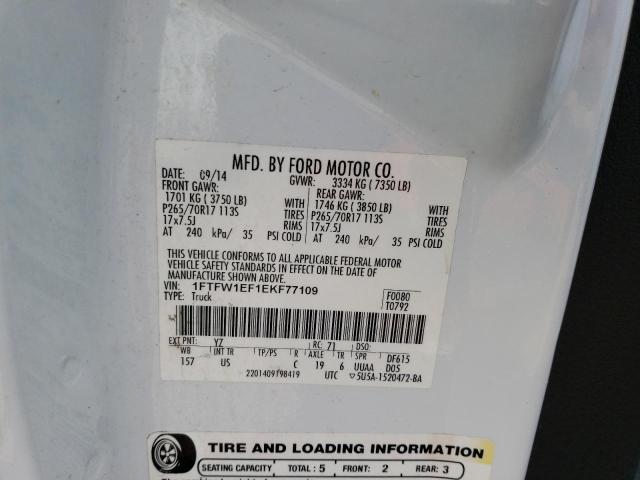 MFD. BY FORD MOTOR CO.
DATE: 09/14 GVWR: 3334 KG ( 7350 LB)
FRONT GAWR: REAR GAWR:
1701 KG ( 3750 LB) WITH 1746 KG ( 3850 LB) WITH
P265/70R17 113S TIRES P265/70R17 113S TIRES
17x7.5J RIMS 17x7.5J RIMS
AT 240 kPa/ 35 PSI COLD AT 240 kPa/ 35 PSI COLD
THIS VEHICLE CONFORMS TO ALL APPLICABLE FEDERAL MOTOR
VEHICLE SAFETY STANDARDS IN EFFECT ON THE DATE OF
MANUFACTURE SHOWN ABOVE.
VIN: 1FTFW1EF1EKF77109 F0080
TYPE: Truck T0792
EXT PNT: YZ RC: 71 DSO:
WB INT TR TP/PS R AXLE TR SPR DF615
157 US C 19 6 UUAA D05
2201409198419 UTC 5U5A-1520472-BA
TIRE AND LOADING INFORMATION
SEATING CAPACITY TOTAL: 5 FRONT: 2 REAR: 3